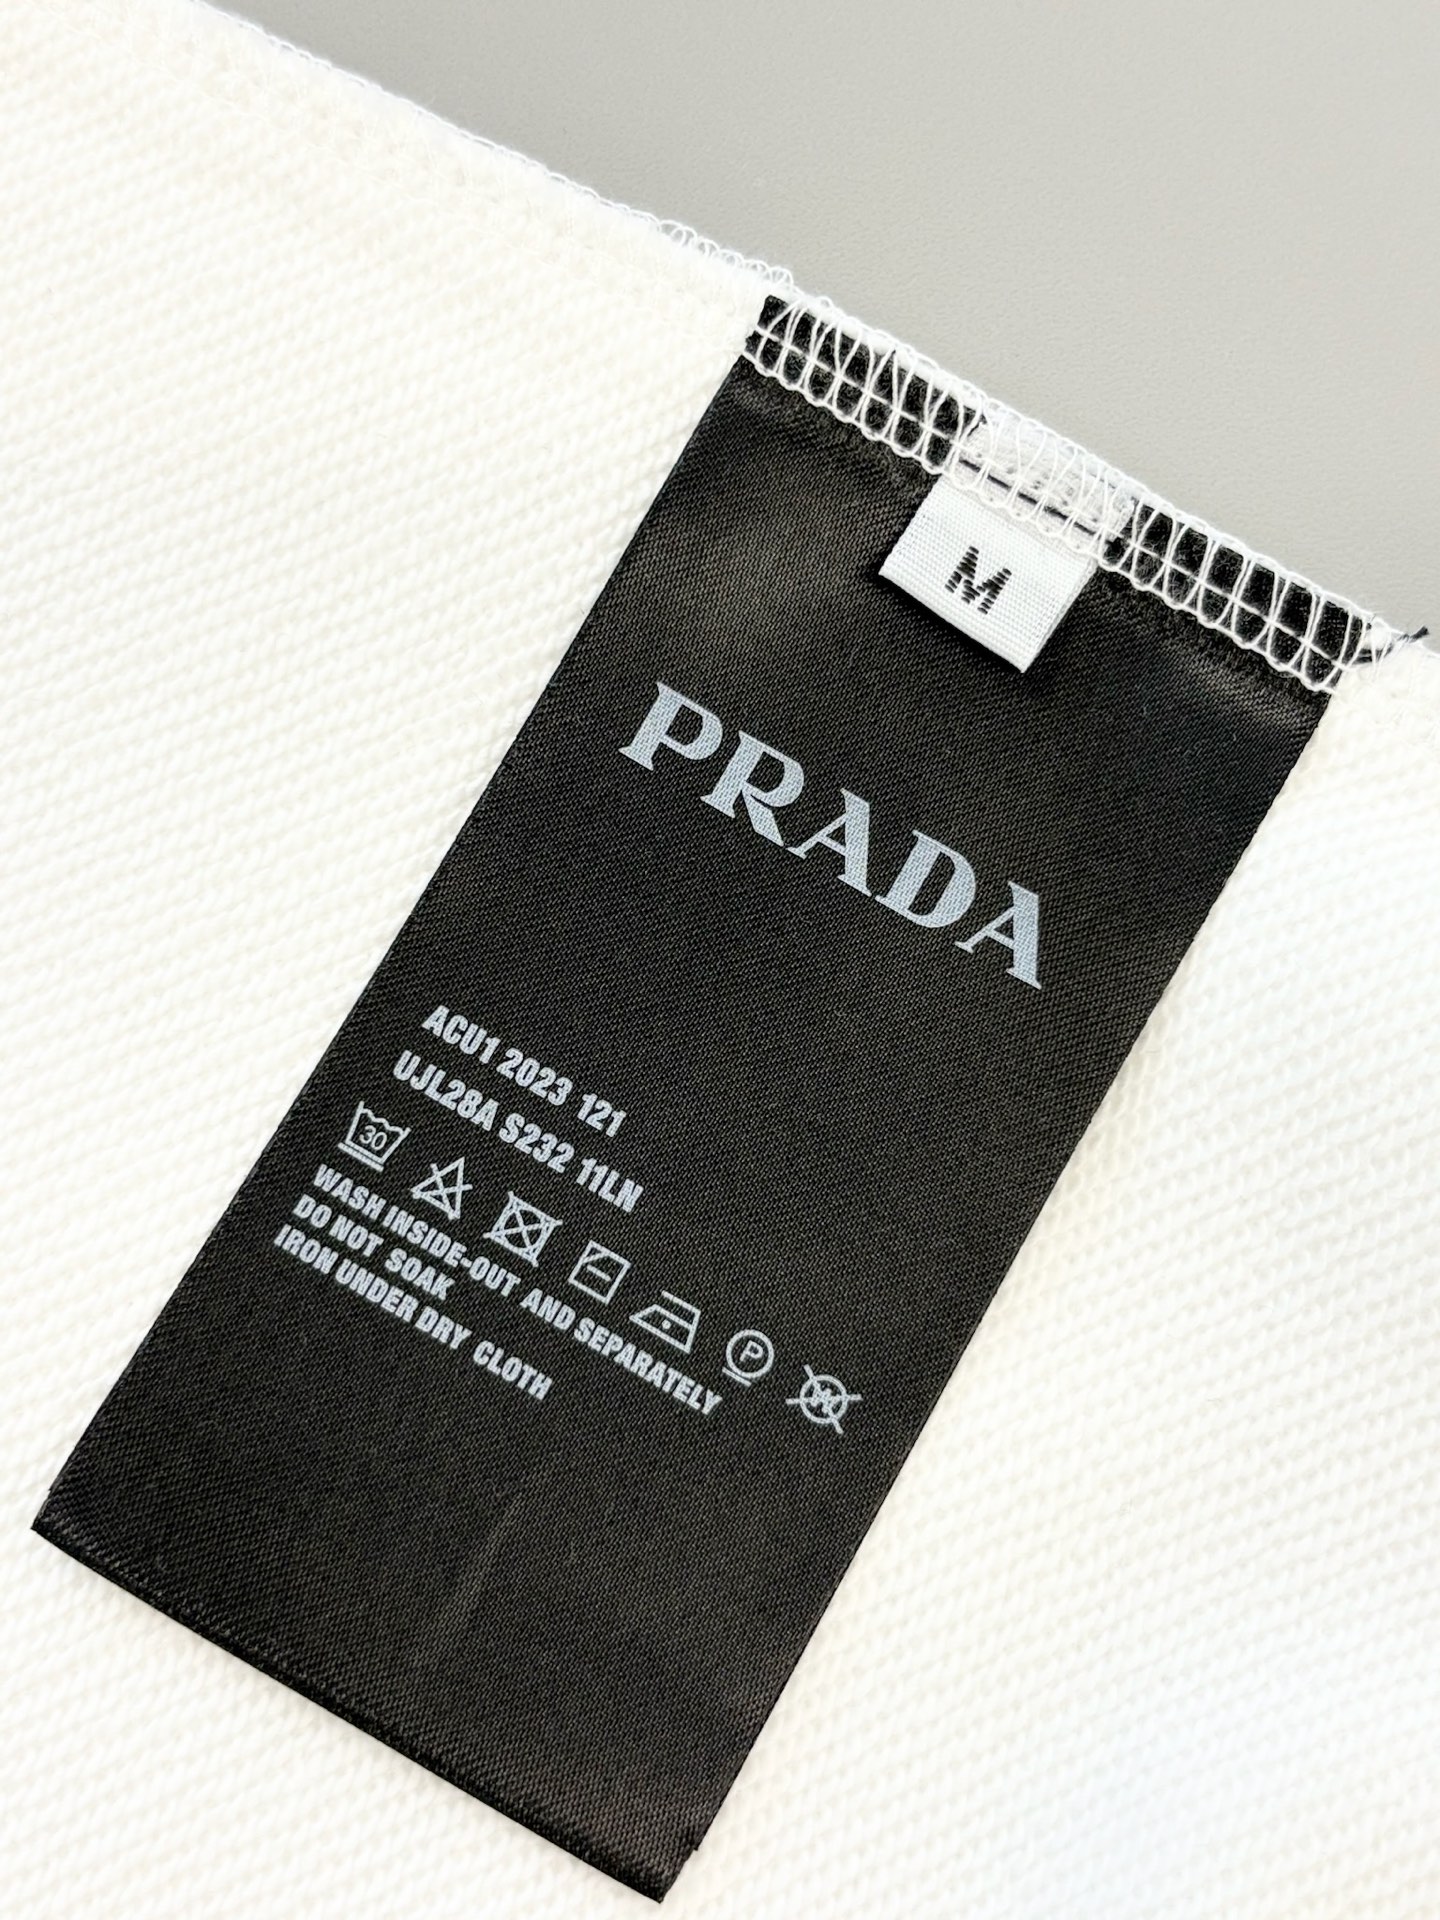 M
PRADA
ACU1 2023 121
UJL28A S232 11LN
30
P
WASH INSIDE-OUT AND SEPARATELY
DO NOT SOAK
IRON UNDER DRY CLOTH